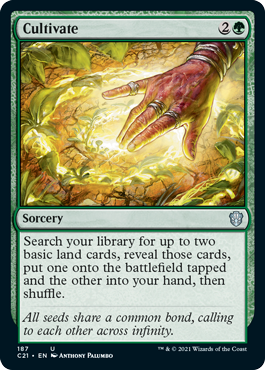 Cultivate 2
Sorcery
Search your library for up to two
basic land cards, reveal those cards,
put one onto the battlefield tapped
and the other into your hand, then
shuffle.
All seeds share a common bond, calling
to each other across infinity.
187 U
C21 • EN Anthony Palumbo ™ & © 2021 Wizards of the Coast